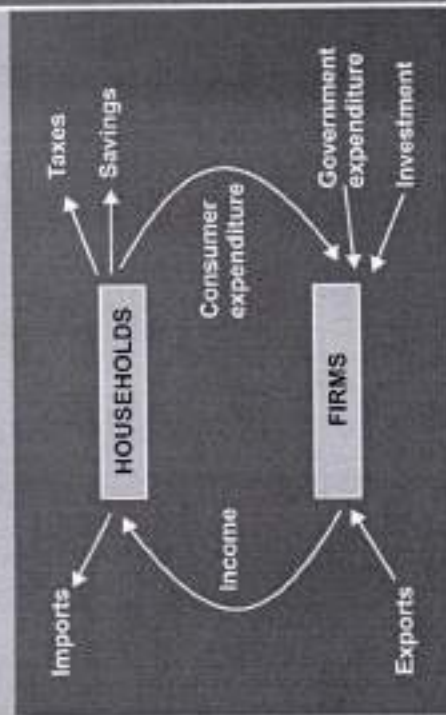 Taxes
Savings
HOUSEHOLDS
Imports
Consumer
expenditure
Income
Government
expenditure
Investment
FIRMS
Exports